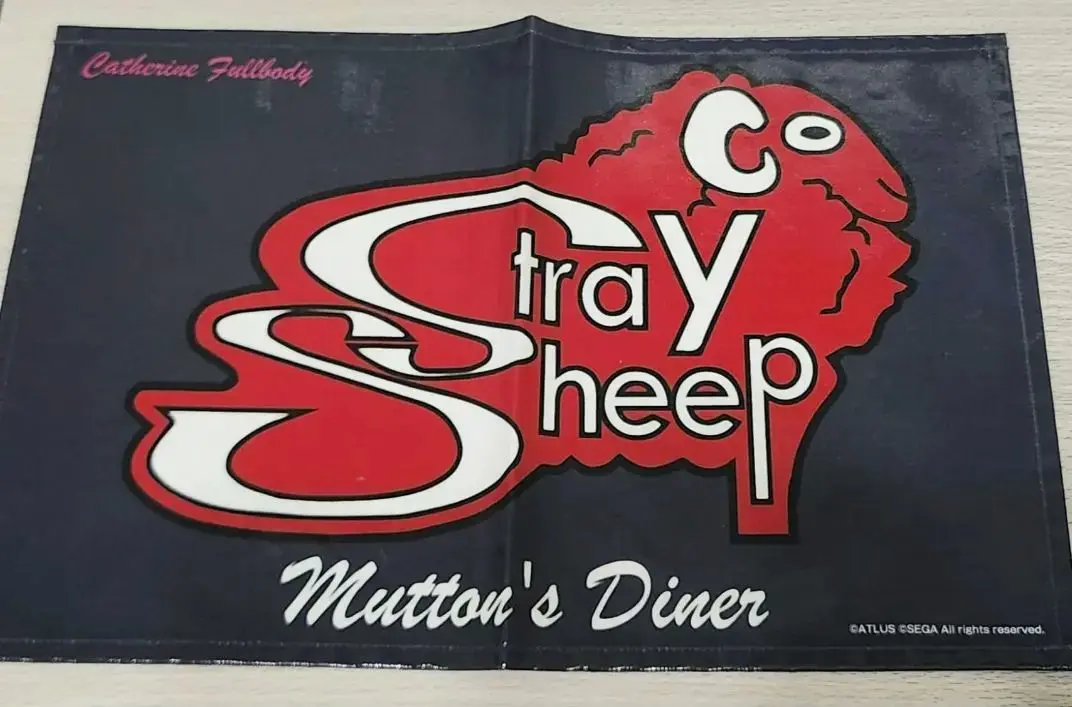 Catherine Fullbody
Co
Stray
Sheep
Mutton's Diner
©ATLUS ©SEGA All rights reserved.